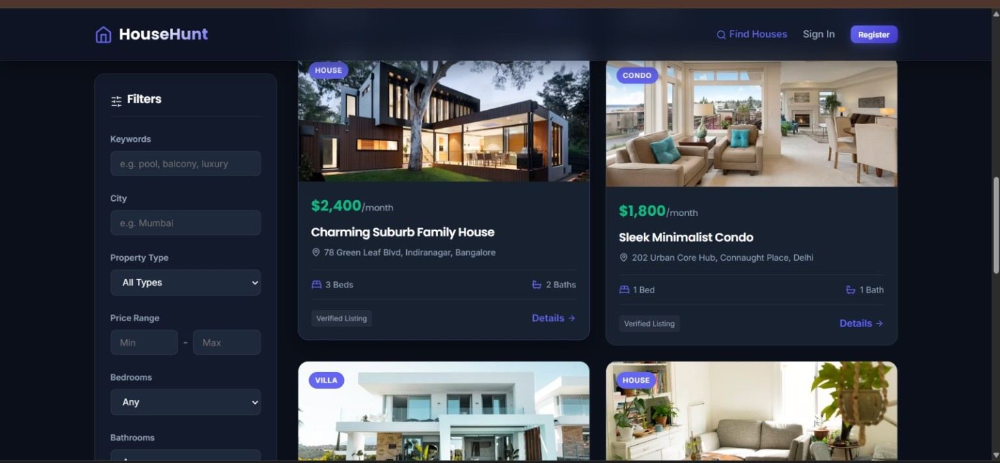 HouseHunt
Find Houses
Sign In
Register
Filters
Keywords
e.g. pool, balcony, luxury
City
e.g. Mumbai
Property Type
All Types
Price Range
Min - Max
Bedrooms
Any
Bathrooms
HOUSE
$2,400/month
Charming Suburb Family House
78 Green Leaf Blvd, Indiranagar, Bangalore
3 Beds
2 Baths
Verified Listing
Details →
CONDO
$1,800/month
Sleek Minimalist Condo
202 Urban Core Hub, Connaught Place, Delhi
1 Bed
1 Bath
Verified Listing
Details →
VILLA
HOUSE